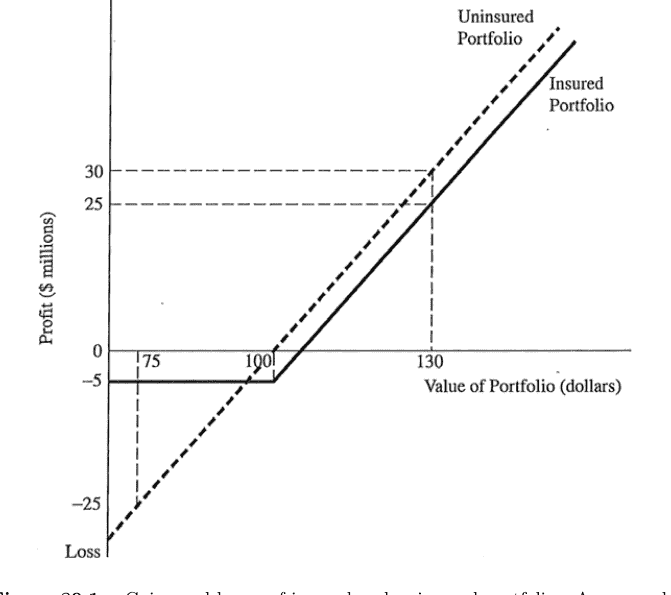 Uninsured
Portfolio
Insured
Portfolio
30
25
Profit ($ millions)
0
75
100
130
−5
Value of Portfolio (dollars)
−25
Loss